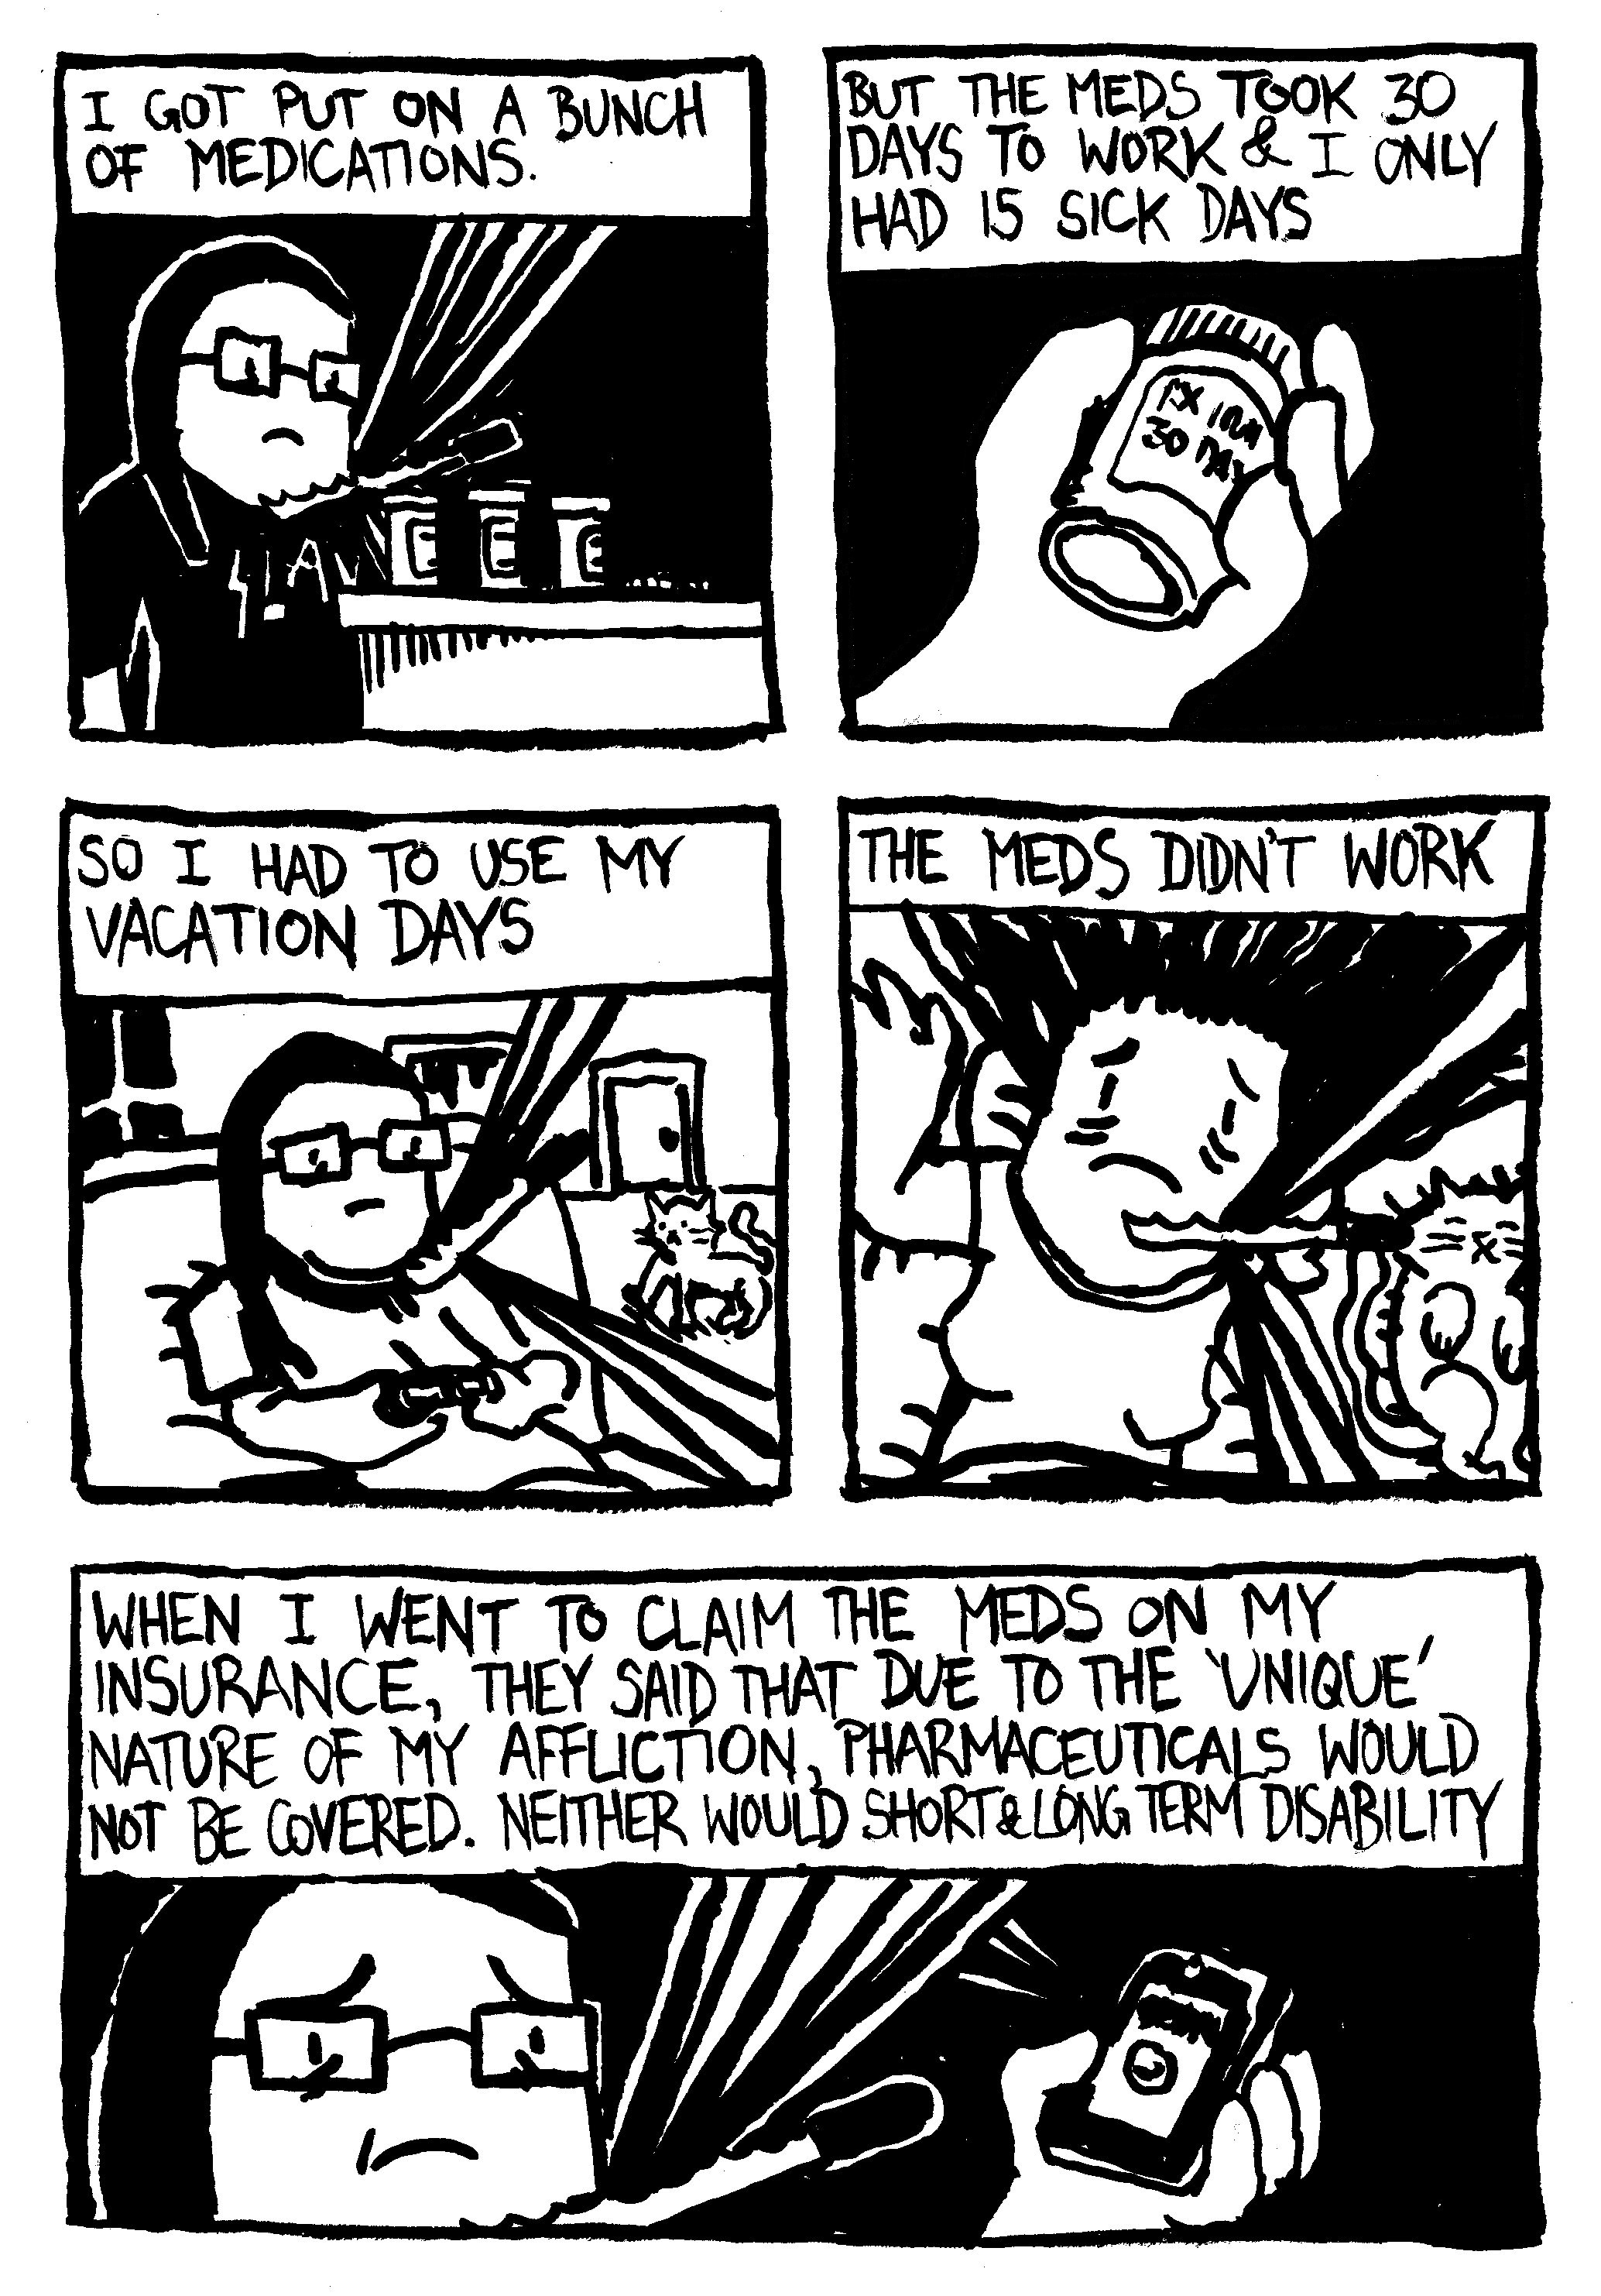 I GOT PUT ON A BUNCH
OF MEDICATIONS.
BUT THE MEDS TOOK 30
DAYS TO WORK & I ONLY
HAD 15 SICK DAYS
30 DAY
SO I HAD TO USE MY
VACATION DAYS
THE MEDS DIDN'T WORK
WHEN I WENT TO CLAIM THE MEDS ON MY
INSURANCE, THEY SAID THAT DUE TO THE 'UNIQUE'
NATURE OF MY AFFLICTION, PHARMACEUTICALS WOULD
NOT BE COVERED. NEITHER WOULD SHORT & LONG TERM DISABILITY